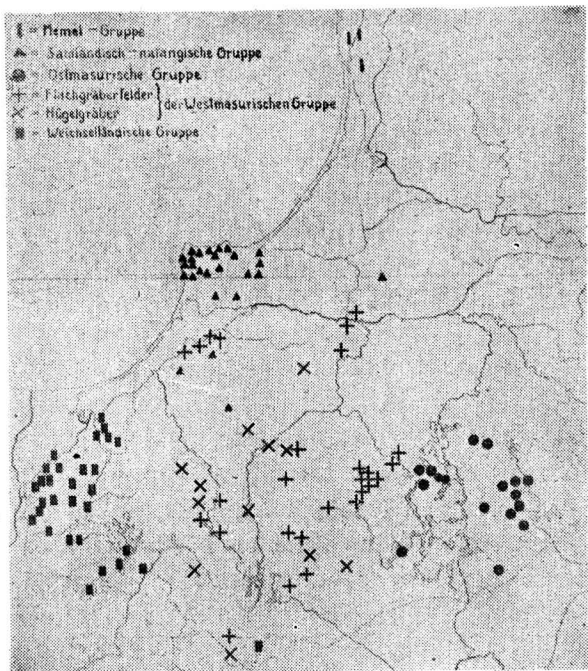 = Memel-Gruppe
= Samländisch-natangische Gruppe
= Ostmasurische Gruppe
= Flachgräberfelder } der Westmasurischen Gruppe
= Hügelgräber
= Weichselländische Gruppe